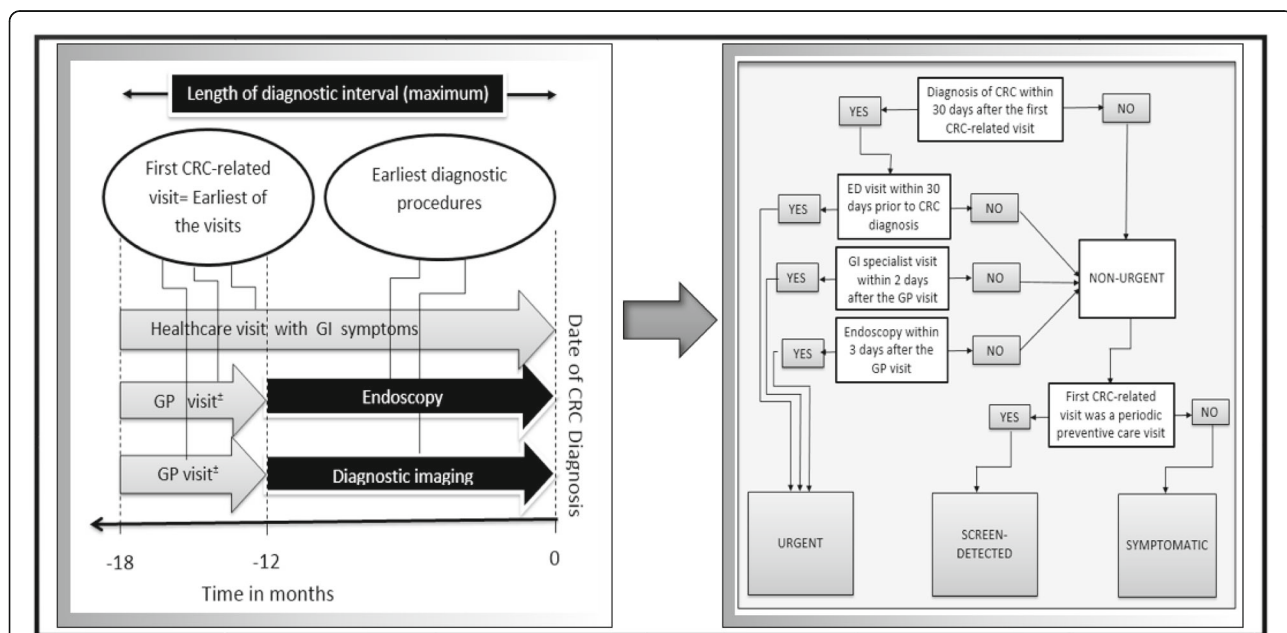 Length of diagnostic interval (maximum)
First CRC-related
visit= Earliest of
the visits
Earliest diagnostic
procedures
Healthcare visit with GI symptoms
GP visit±
Endoscopy
GP visit±
Diagnostic imaging
Date of CRC Diagnosis
-18
-12
0
Time in months
Diagnosis of CRC within
30 days after the first
CRC-related visit
YES
NO
ED visit within 30
days prior to CRC
diagnosis
YES
NO
GI specialist visit
within 2 days
after the GP visit
YES
NO
NON-URGENT
Endoscopy within
3 days after the
GP visit
YES
NO
First CRC-related
visit was a periodic
preventive care visit
YES
NO
URGENT
SCREEN-
DETECTED
SYMPTOMATIC